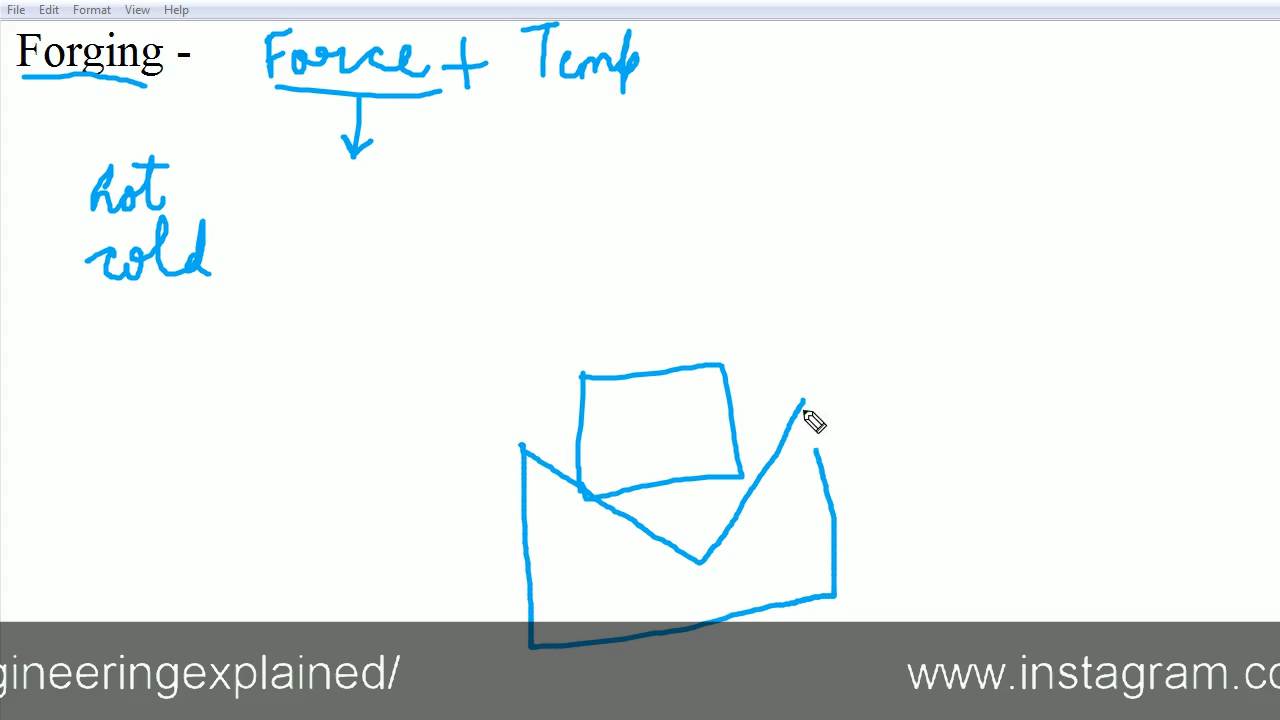 File Edit Format View Help
Forging - Force + Temp
hot
cold
gineeringexplained/ www.instagram.co